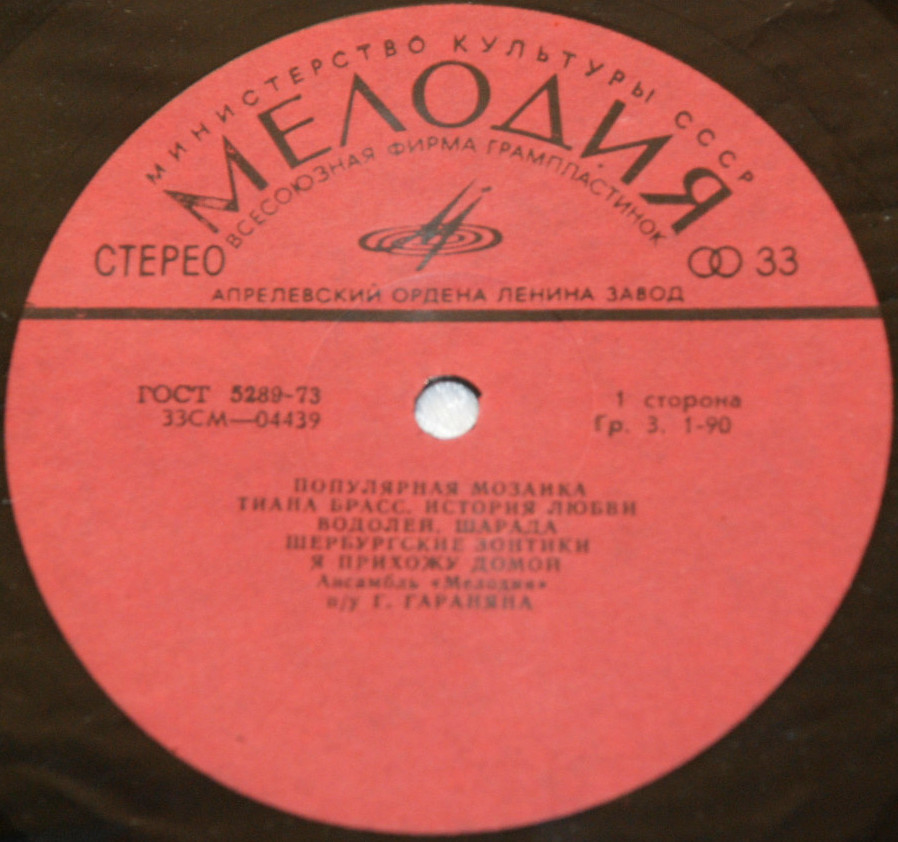 МИНИСТЕРСТВО КУЛЬТУРЫ СССР
МЕЛОДИЯ
ВСЕСОЮЗНАЯ ФИРМА ГРАМПЛАСТИНОК
СТЕРЕО
33
АПРЕЛЕВСКИЙ ОРДЕНА ЛЕНИНА ЗАВОД
ГОСТ 5289-73
33СМ—04439
1 сторона
Гр. 3. 1-90
ПОПУЛЯРНАЯ МОЗАИКА
ТИАНА БРАСС. ИСТОРИЯ ЛЮБВИ
ВОДОЛЕЙ. ШАРАДА
ШЕРБУРГСКИЕ ЗОНТИКИ
Я ПРИХОЖУ ДОМОЙ
Ансамбль «Мелодия»
п/у Г. ГАРАНЯНА